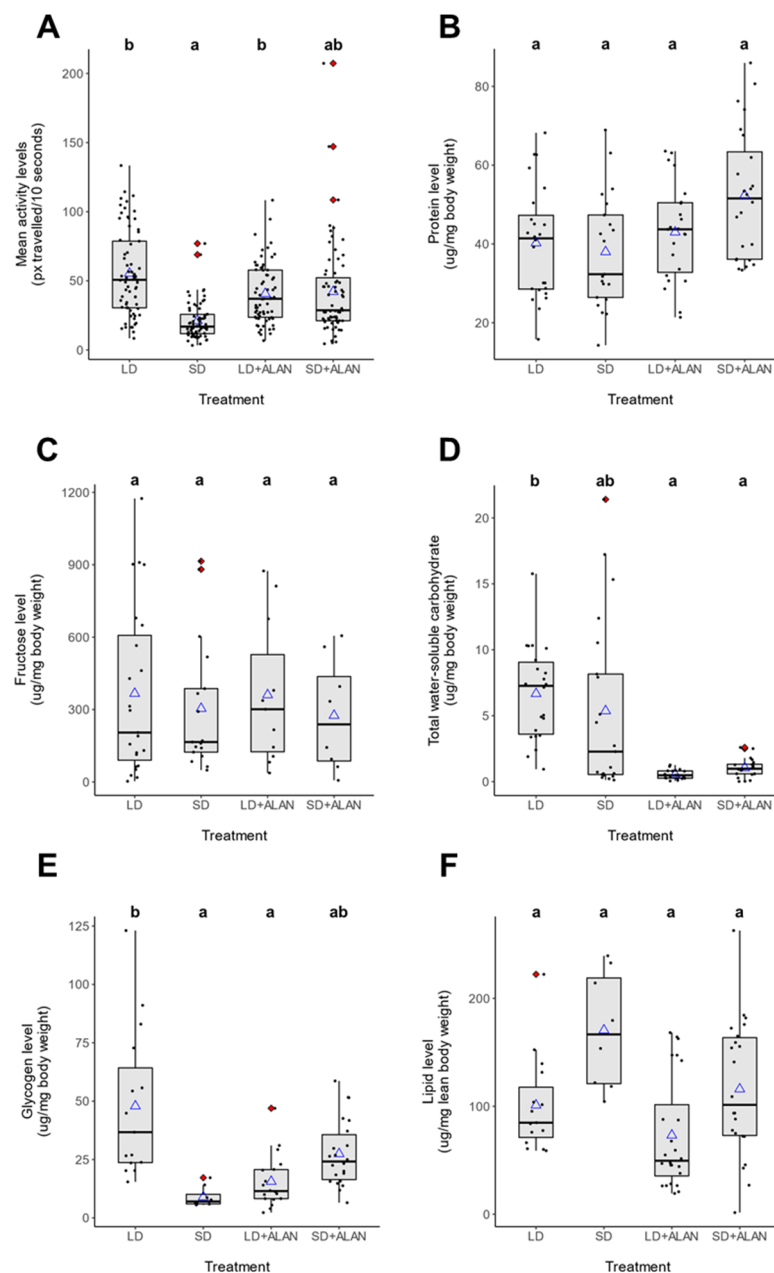 A
b a b ab
200
150
100
50
0
Mean activity levels
(px travelled/10 seconds)
LD SD LD+ALAN SD+ALAN
Treatment
B
a a a a
80
60
40
20
Protein level
(ug/mg body weight)
LD SD LD+ALAN SD+ALAN
Treatment
C
a a a a
1200
900
600
300
0
Fructose level
(ug/mg body weight)
LD SD LD+ALAN SD+ALAN
Treatment
D
b ab a a
20
15
10
5
0
Total water-soluble carbohydrate
(ug/mg body weight)
LD SD LD+ALAN SD+ALAN
Treatment
E
b a a ab
125
100
75
50
25
0
Glycogen level
(ug/mg body weight)
LD SD LD+ALAN SD+ALAN
Treatment
F
a a a a
200
100
0
Lipid level
(ug/mg lean body weight)
LD SD LD+ALAN SD+ALAN
Treatment